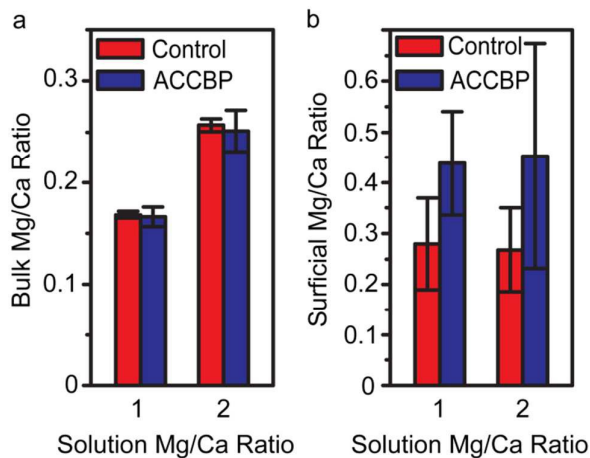 a
Control
ACCBP
0.3
0.2
0.1
0
Bulk Mg/Ca Ratio
1
2
Solution Mg/Ca Ratio
b
Control
ACCBP
0.6
0.5
0.4
0.3
0.2
0.1
0
Surficial Mg/Ca Ratio
1
2
Solution Mg/Ca Ratio